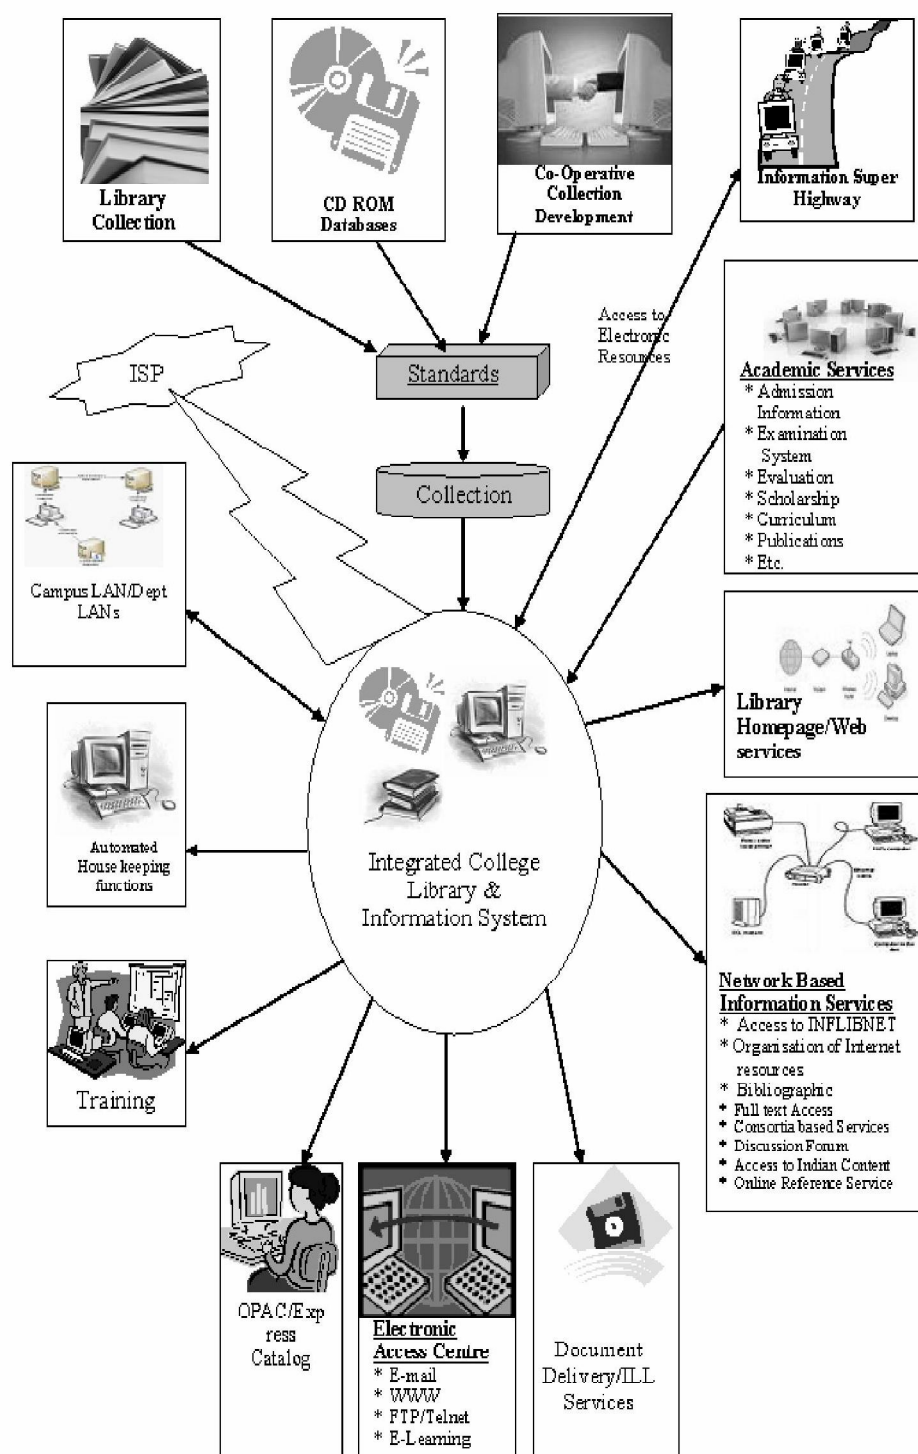 Library
Collection
CD ROM
Databases
Co-Operative
Collection
Development
Information Super
Highway
Access to
Electronic
Resources
ISP
Standards
Collection
Academic Services
* Admission
Information
* Examination
System
* Evaluation
* Scholarship
* Curriculum
* Publications
* Etc.
Campus LAN/Dept
LANs
Library
Homepage/Web
services
Automated
House keeping
functions
Integrated College
Library &
Information System
Network Based
Information Services
* Access to INFLIBNET
* Organisation of Internet
resources
* Bibliographic
* Full text Access
* Consortia based Services
* Discussion Forum
* Access to Indian Content
* Online Reference Service
Training
OPAC/Exp
ress
Catalog
Electronic
Access Centre
* E-mail
* WWW
* FTP/Telnet
* E-Learning
Document
Delivery/ILL
Services